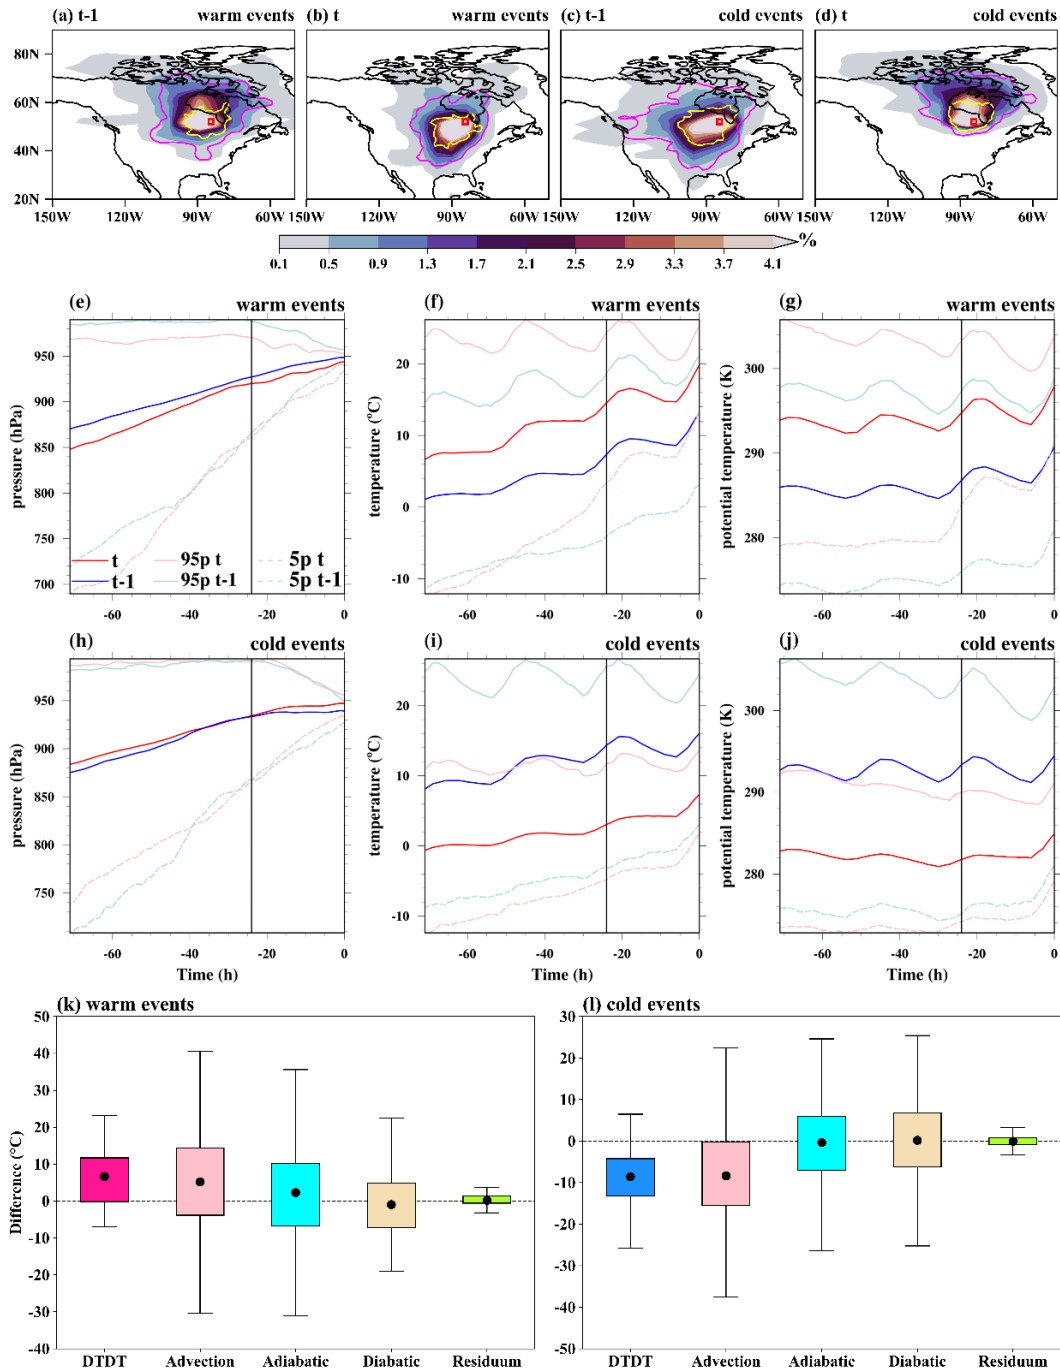 (a) t-1 warm events
(b) t warm events
(c) t-1 cold events
(d) t cold events
80N
60N
40N
20N
150W 120W 90W 60W
150W 120W 90W 60W
150W 120W 90W 60W
150W 120W 90W 60W
0.1 0.5 0.9 1.3 1.7 2.1 2.5 2.9 3.3 3.7 4.1 %
(e) warm events
pressure (hPa)
950
900
850
800
750
700
t 95p t 5p t
t-1 95p t-1 5p t-1
-60 -40 -20 0
(f) warm events
temperature (°C)
20
10
0
-10
-60 -40 -20 0
(g) warm events
potential temperature (K)
300
290
280
-60 -40 -20 0
(h) cold events
pressure (hPa)
950
900
850
800
750
-60 -40 -20 0
Time (h)
(i) cold events
temperature (°C)
20
10
0
-10
-60 -40 -20 0
Time (h)
(j) cold events
potential temperature (K)
300
290
280
-60 -40 -20 0
Time (h)
(k) warm events
Difference (°C)
50
40
30
20
10
0
-10
-20
-30
-40
DTDT Advection Adiabatic Diabatic Residuum
(l) cold events
30
20
10
0
-10
-20
-30
-40
-50
DTDT Advection Adiabatic Diabatic Residuum